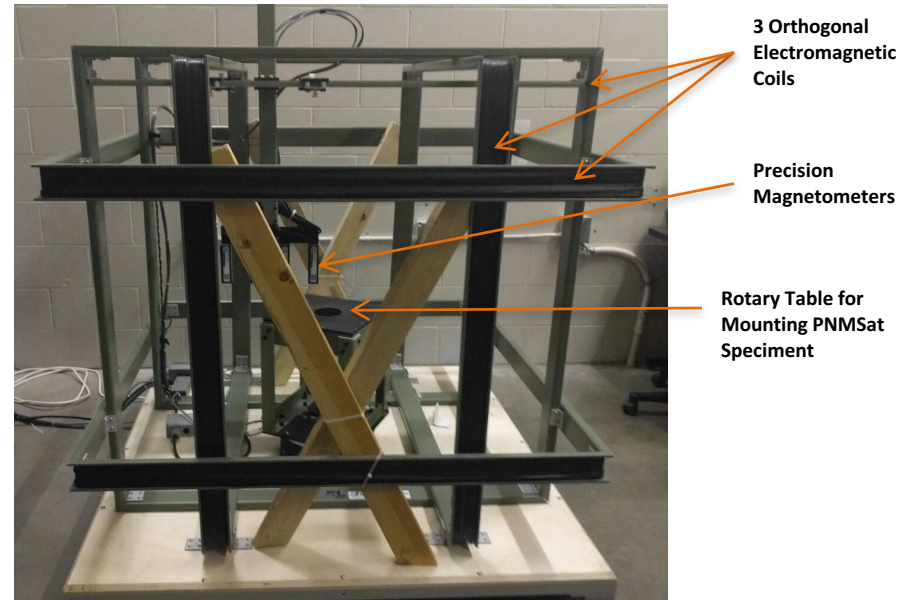 3 Orthogonal
Electromagnetic
Coils
Precision
Magnetometers
Rotary Table for
Mounting PNMSat
Speciment